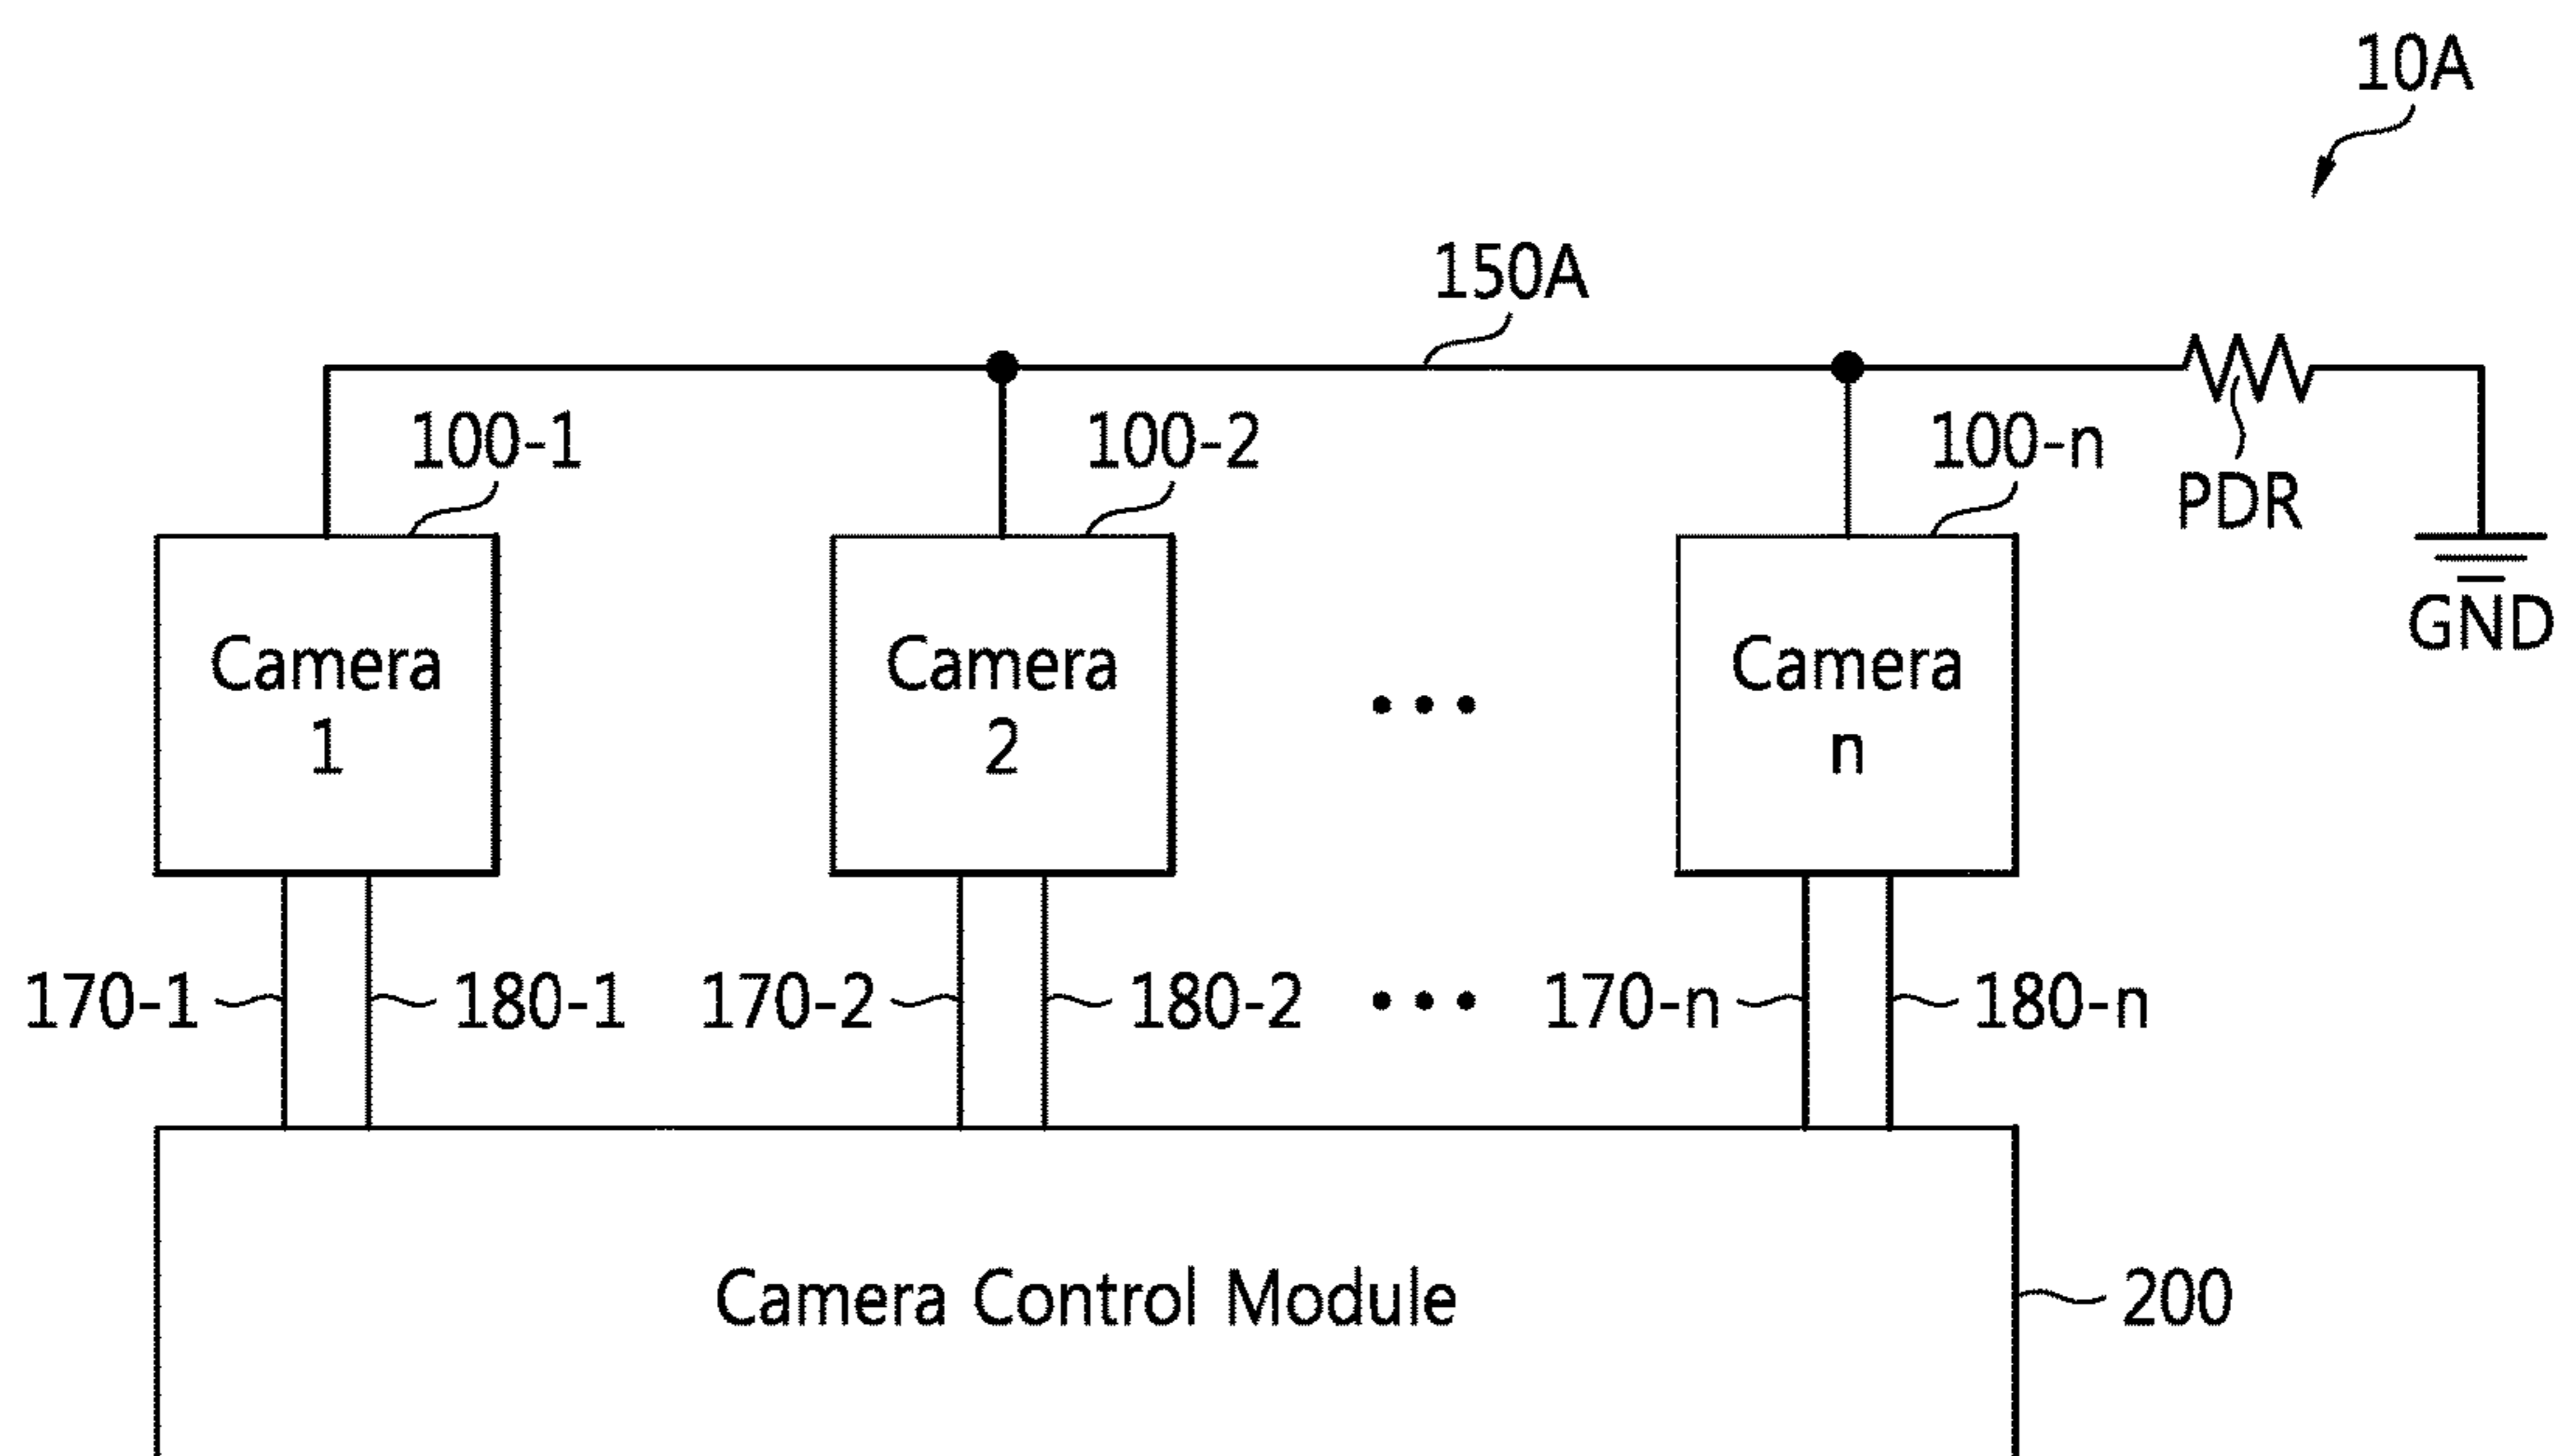 10A
150A
100-1
100-2
100-n
PDR
GND
Camera
1
Camera
2
Camera
n
170-1
180-1
170-2
180-2
170-n
180-n
Camera Control Module
200